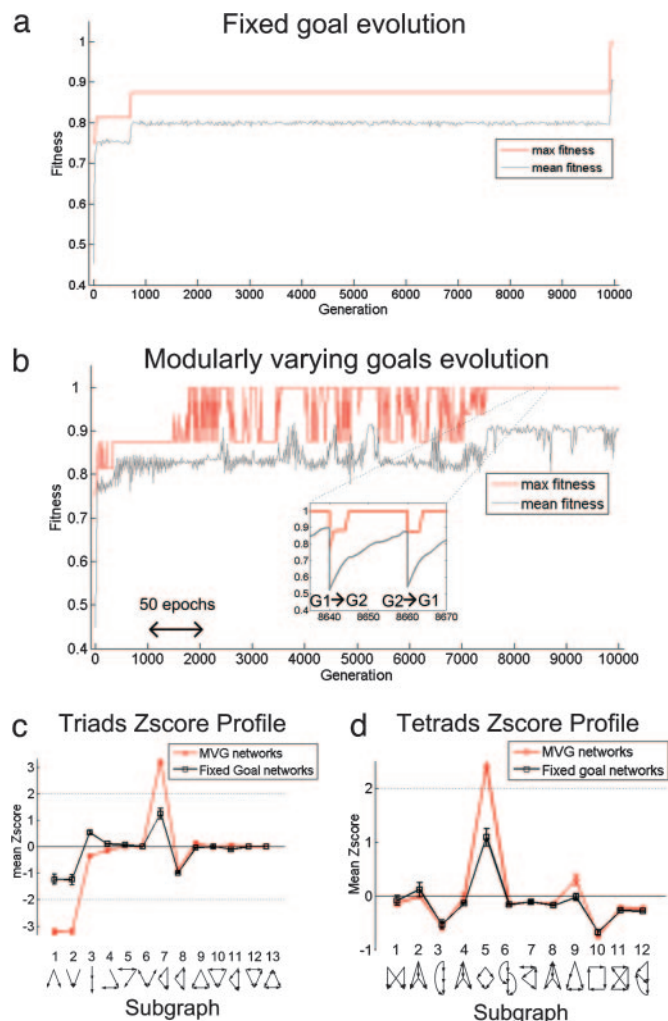 a
Fixed goal evolution
1
0.9
0.8
0.7
0.6
0.5
0.4
Fitness
max fitness
mean fitness
0 1000 2000 3000 4000 5000 6000 7000 8000 9000 10000
Generation
b
Modularly varying goals evolution
1
0.9
0.8
0.7
0.6
0.5
0.4
Fitness
max fitness
mean fitness
50 epochs
1
0.9
0.8
0.7
0.6
0.5
0.4
G1→G2 G2→G1
8640 8650 8660 8670
0 1000 2000 3000 4000 5000 6000 7000 8000 9000 10000
Generation
c
Triads Zscore Profile
MVG networks
Fixed Goal networks
3
2
1
0
-1
-2
-3
mean Zscore
1 2 3 4 5 6 7 8 9 10 11 12 13
Subgraph
d
Tetrads Zscore Profile
MVG networks
Fixed goal networks
2
1
0
-1
Mean Zscore
1 2 3 4 5 6 7 8 9 10 11 12
Subgraph